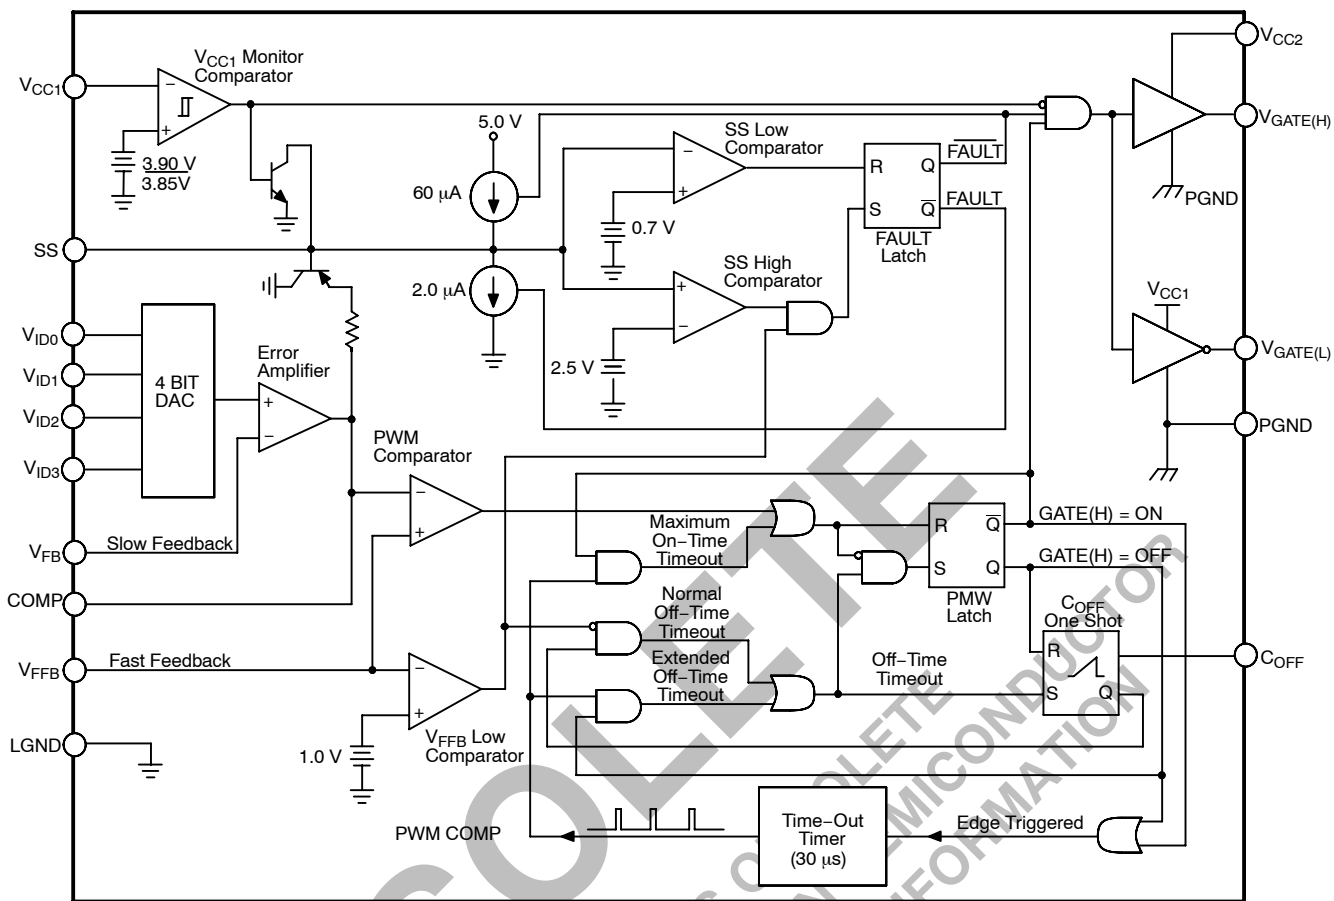 VCC1 Monitor
Comparator
VCC1
3.90 V
3.85V
SS
5.0 V
60 μA
2.0 μA
SS Low
Comparator
0.7 V
SS High
Comparator
2.5 V
R
Q
S
Q̅
F̅A̅U̅L̅T̅
FAULT
FAULT
Latch
VCC2
VGATE(H)
PGND
VCC1
VGATE(L)
PGND
VID0
VID1
VID2
VID3
4 BIT
DAC
Error
Amplifier
PWM
Comparator
VFB
Slow Feedback
COMP
VFFB
Fast Feedback
LGND
1.0 V
VFFB Low
Comparator
Maximum
On−Time
Timeout
Normal
Off−Time
Timeout
Extended
Off−Time
Timeout
R
Q̅
S
Q
PMW
Latch
GATE(H) = ON
GATE(H) = OFF
COFF
One Shot
R
S
Q
COFF
Off−Time
Timeout
PWM COMP
Time−Out
Timer
(30 μs)
Edge Triggered
OLETE
OLETE
SEMICONDUCTOR
INFORMATION